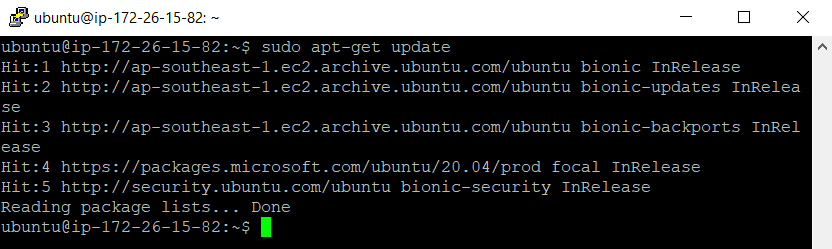 ubuntu@ip-172-26-15-82: ~
ubuntu@ip-172-26-15-82:~$ sudo apt-get update
Hit:1 http://ap-southeast-1.ec2.archive.ubuntu.com/ubuntu bionic InRelease
Hit:2 http://ap-southeast-1.ec2.archive.ubuntu.com/ubuntu bionic-updates InRelea
se
Hit:3 http://ap-southeast-1.ec2.archive.ubuntu.com/ubuntu bionic-backports InRel
ease
Hit:4 https://packages.microsoft.com/ubuntu/20.04/prod focal InRelease
Hit:5 http://security.ubuntu.com/ubuntu bionic-security InRelease
Reading package lists... Done
ubuntu@ip-172-26-15-82:~$